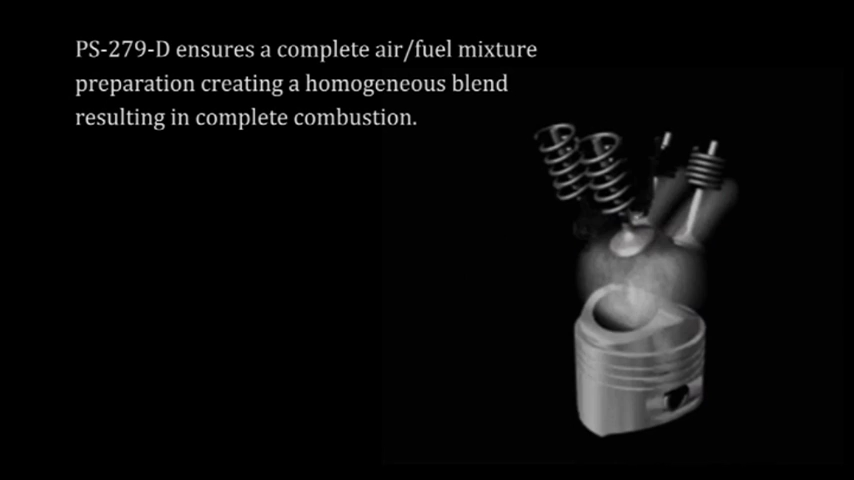 PS-279-D ensures a complete air/fuel mixture
preparation creating a homogeneous blend
resulting in complete combustion.